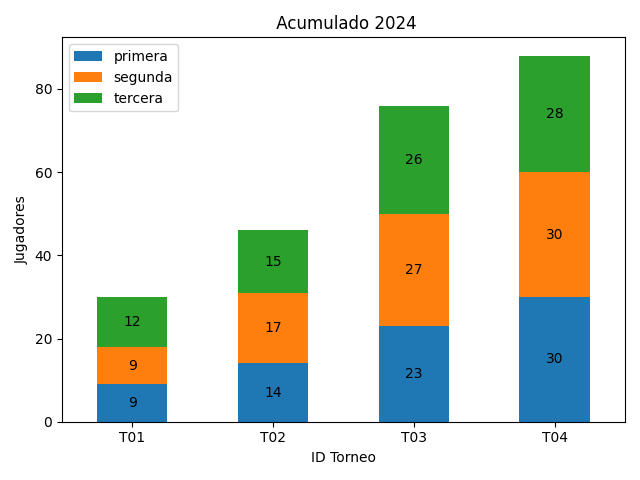 Acumulado 2024
primera
segunda
tercera
80
60
40
20
0
Jugadores
12
9
9
15
17
14
26
27
23
28
30
30
T01 T02 T03 T04
ID Torneo